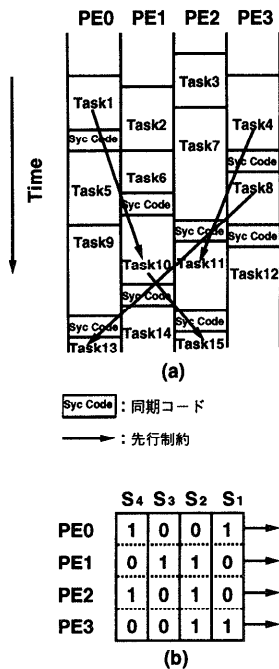 PE0 PE1 PE2 PE3
Task3
Task1 Task4
Task2 Task7
Syc Code
Syc Code
Task5 Task6 Task8
Syc Code
Task9 Syc Code Syc Code
Task10 Task11 Task12
Syc Code
Syc Code Task14 Syc Code
Task13 Task15
Time
(a)
Syc Code :同期コード
:先行制約
S4 S3 S2 S1
PE0 1 0 0 1
PE1 0 1 1 0
PE2 1 0 1 0
PE3 0 0 1 1
(b)